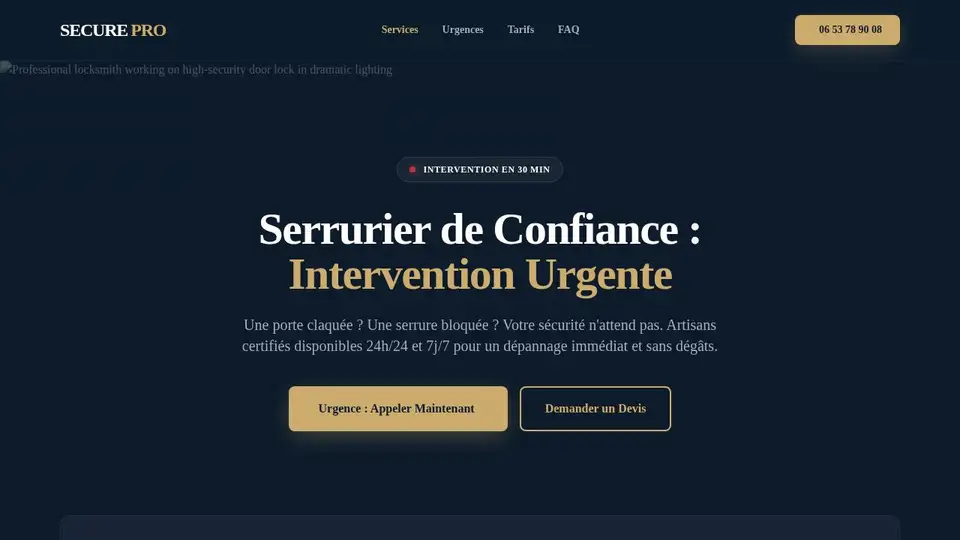 SECURE PRO
Services
Urgences
Tarifs
FAQ
06 53 78 90 08
Professional locksmith working on high-security door lock in dramatic lighting
INTERVENTION EN 30 MIN
Serrurier de Confiance :
Intervention Urgente
Une porte claquée ? Une serrure bloquée ? Votre sécurité n'attend pas. Artisans
certifiés disponibles 24h/24 et 7j/7 pour un dépannage immédiat et sans dégâts.
Urgence : Appeler Maintenant
Demander un Devis